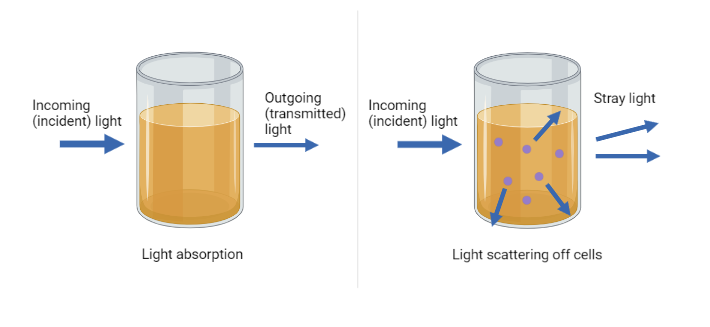 Incoming
(incident) light
Outgoing
(transmitted)
light
Light absorption
Incoming
(incident) light
Stray light
Light scattering off cells